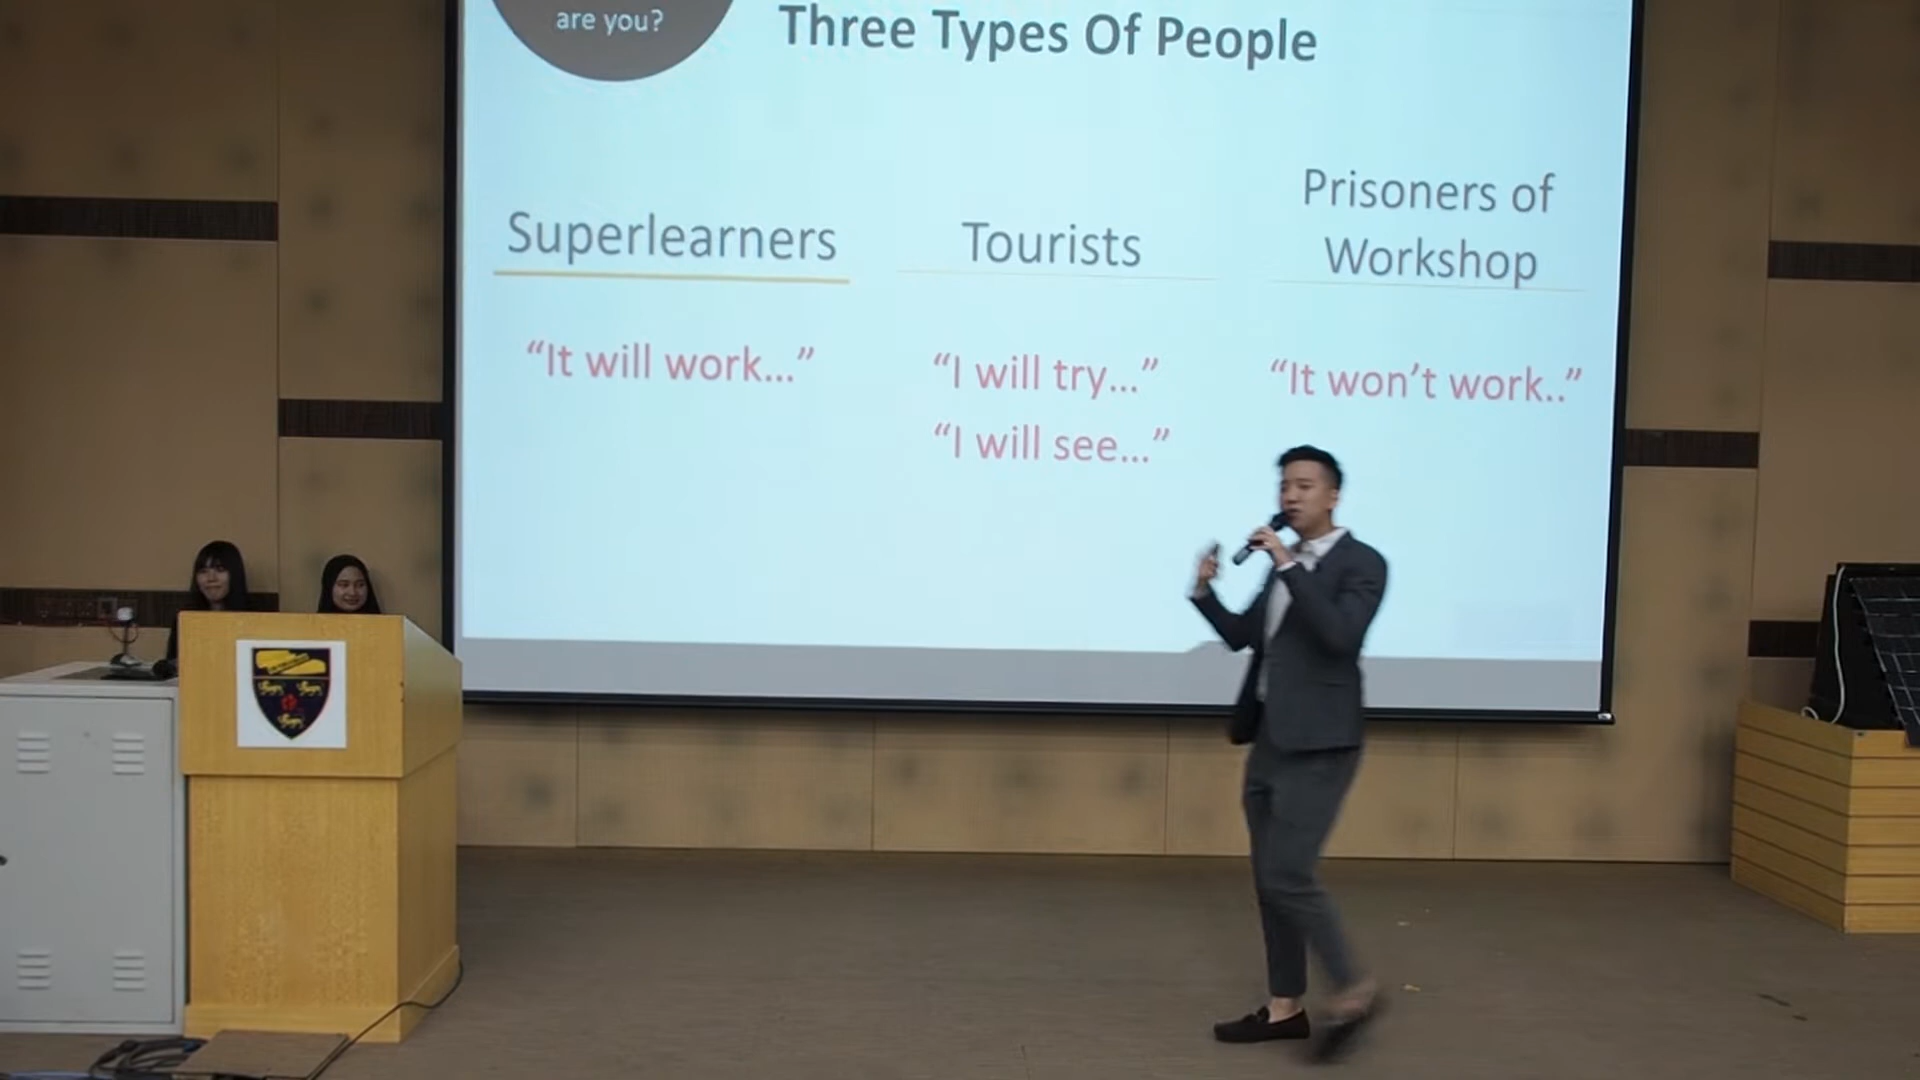 are you?
Three Types Of People
Superlearners
Tourists
Prisoners of
Workshop
“It will work...”
“I will try...”
“I will see...”
“It won’t work..”